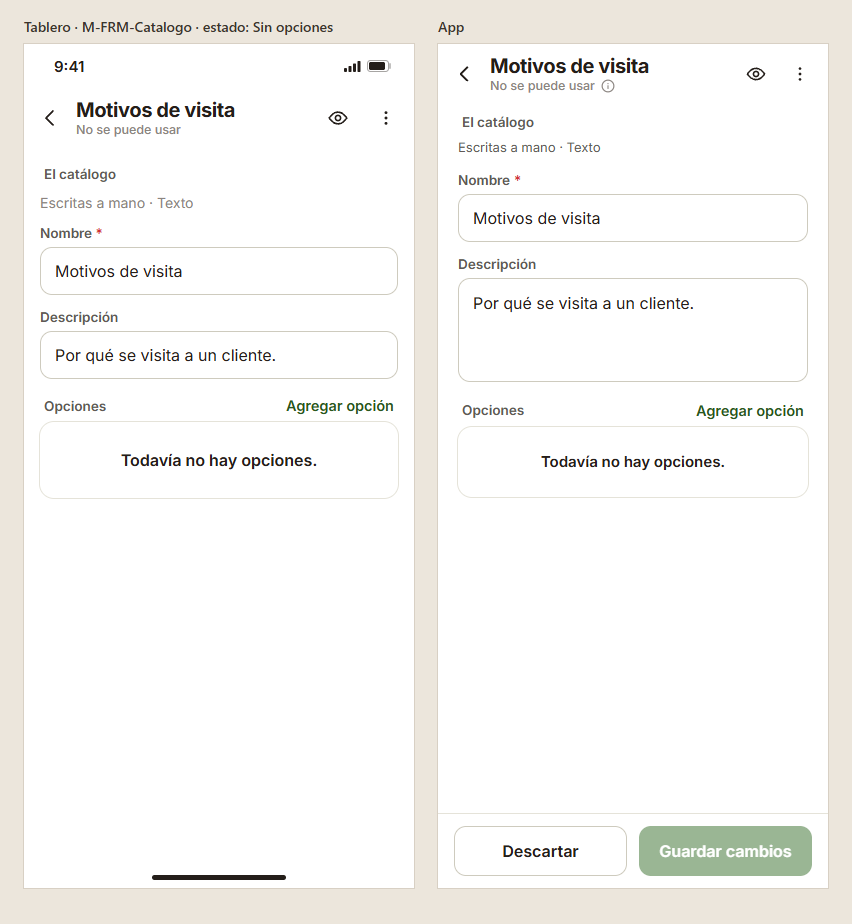 Tablero · M-FRM-Catalogo · estado: Sin opciones
9:41
Motivos de visita
No se puede usar
El catálogo
Escritas a mano · Texto
Nombre *
Motivos de visita
Descripción
Por qué se visita a un cliente.
Opciones
Agregar opción
Todavía no hay opciones.
App
Motivos de visita
No se puede usar
El catálogo
Escritas a mano · Texto
Nombre *
Motivos de visita
Descripción
Por qué se visita a un cliente.
Opciones
Agregar opción
Todavía no hay opciones.
Descartar
Guardar cambios